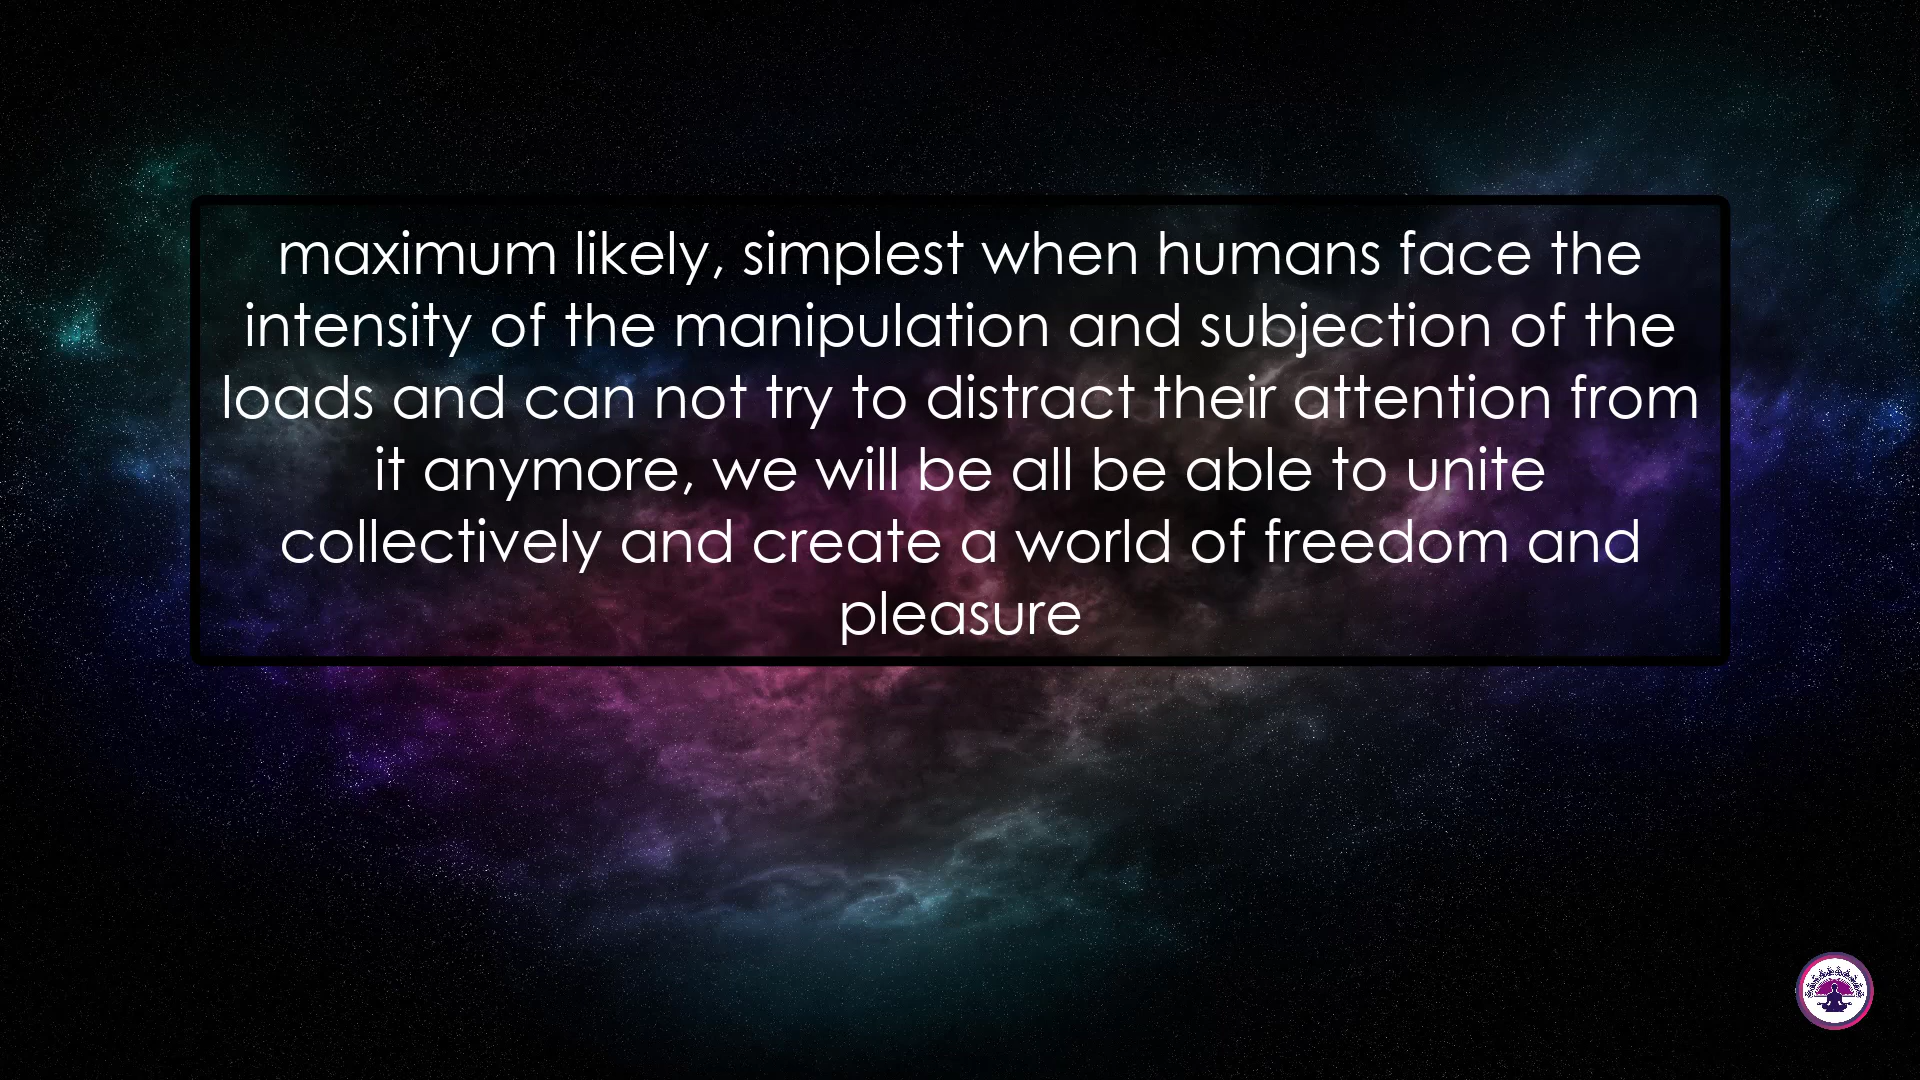 maximum likely, simplest when humans face the
intensity of the manipulation and subjection of the
loads and can not try to distract their attention from
it anymore, we will be all be able to unite
collectively and create a world of freedom and
pleasure